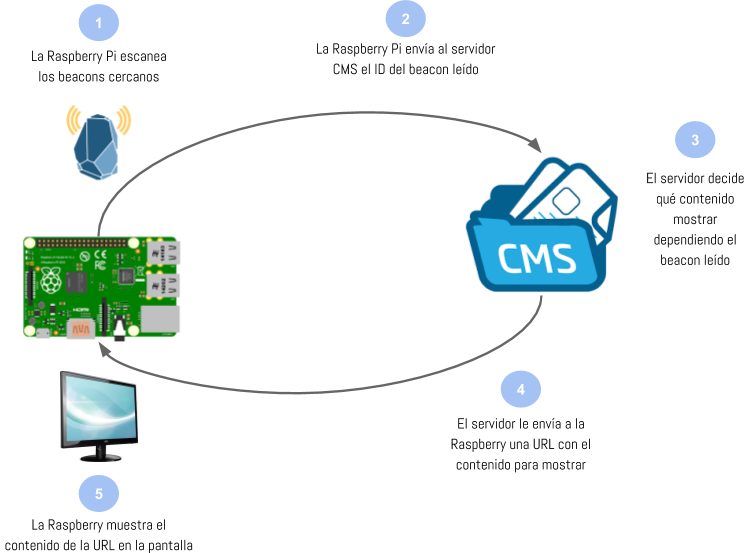 1
La Raspberry Pi escanea
los beacons cercanos
2
La Raspberry Pi envía al servidor
CMS el ID del beacon leído
3
El servidor decide
qué contenido
mostrar
dependiendo el
beacon leído
CMS
HDMI
4
El servidor le envía a la
Raspberry una URL con el
contenido para mostrar
5
La Raspberry muestra el
contenido de la URL en la pantalla